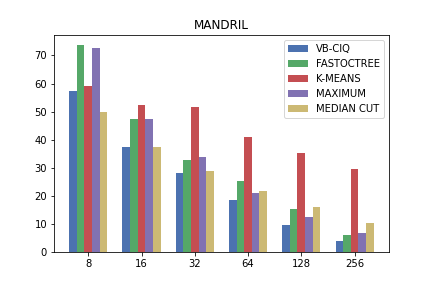 MANDRIL
VB-CIQ
FASTOCTREE
K-MEANS
MAXIMUM
MEDIAN CUT
70
60
50
40
30
20
10
0
8 16 32 64 128 256